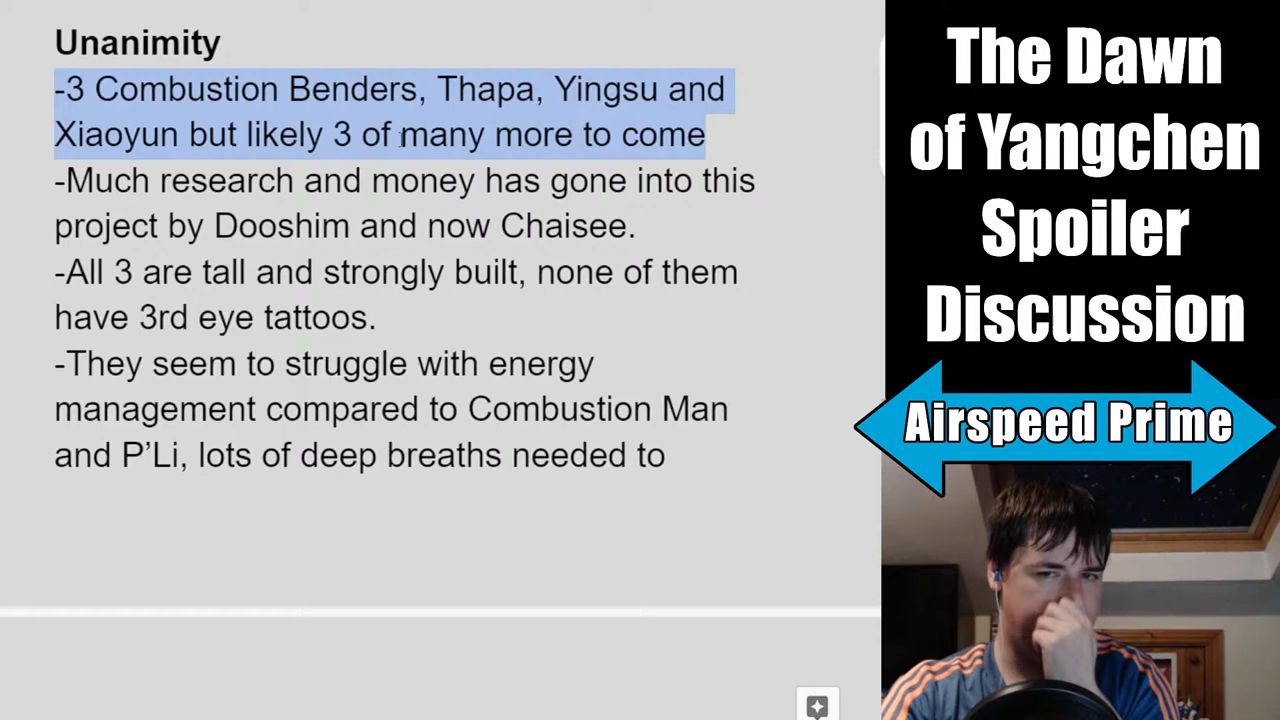 Unanimity
-3 Combustion Benders, Thapa, Yingsu and
Xiaoyun but likely 3 of many more to come
-Much research and money has gone into this
project by Dooshim and now Chaisee.
-All 3 are tall and strongly built, none of them
have 3rd eye tattoos.
-They seem to struggle with energy
management compared to Combustion Man
and P’Li, lots of deep breaths needed to
The Dawn
of Yangchen
Spoiler
Discussion
Airspeed Prime